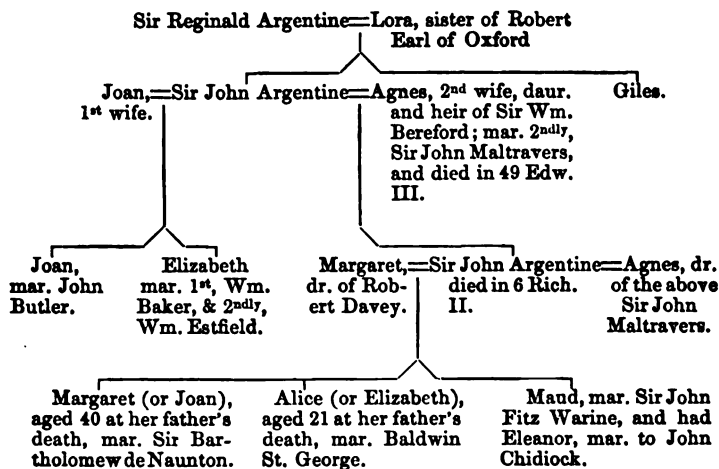 Sir Reginald Argentine=Lora, sister of Robert
Earl of Oxford
Joan,=Sir John Argentine=Agnes, 2nd wife, daur.
1st wife.
and heir of Sir Wm.
Bereford; mar. 2ndly,
Sir John Maltravers,
and died in 49 Edw.
III.
Giles.
Joan,
mar. John
Butler.
Elizabeth
mar. 1st, Wm.
Baker, & 2ndly,
Wm. Estfield.
Margaret,=Sir John Argentine=Agnes, dr.
dr. of Rob-
ert Davey.
died in 6 Rich.
II.
of the above
Sir John
Maltravers.
Margaret (or Joan),
aged 40 at her father's
death, mar. Sir Bar-
tholomew de Naunton.
Alice (or Elizabeth),
aged 21 at her father's
death, mar. Baldwin
St. George.
Maud, mar. Sir John
Fitz Warine, and had
Eleanor, mar. to John
Chidiock.